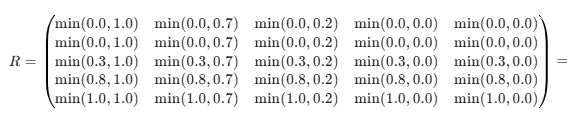 min(0.0, 1.0) min(0.0, 0.7) min(0.0, 0.2) min(0.0, 0.0) min(0.0, 0.0)
min(0.0, 1.0) min(0.0, 0.7) min(0.0, 0.2) min(0.0, 0.0) min(0.0, 0.0)
R = min(0.3, 1.0) min(0.3, 0.7) min(0.3, 0.2) min(0.3, 0.0) min(0.3, 0.0) =
min(0.8, 1.0) min(0.8, 0.7) min(0.8, 0.2) min(0.8, 0.0) min(0.8, 0.0)
min(1.0, 1.0) min(1.0, 0.7) min(1.0, 0.2) min(1.0, 0.0) min(1.0, 0.0)